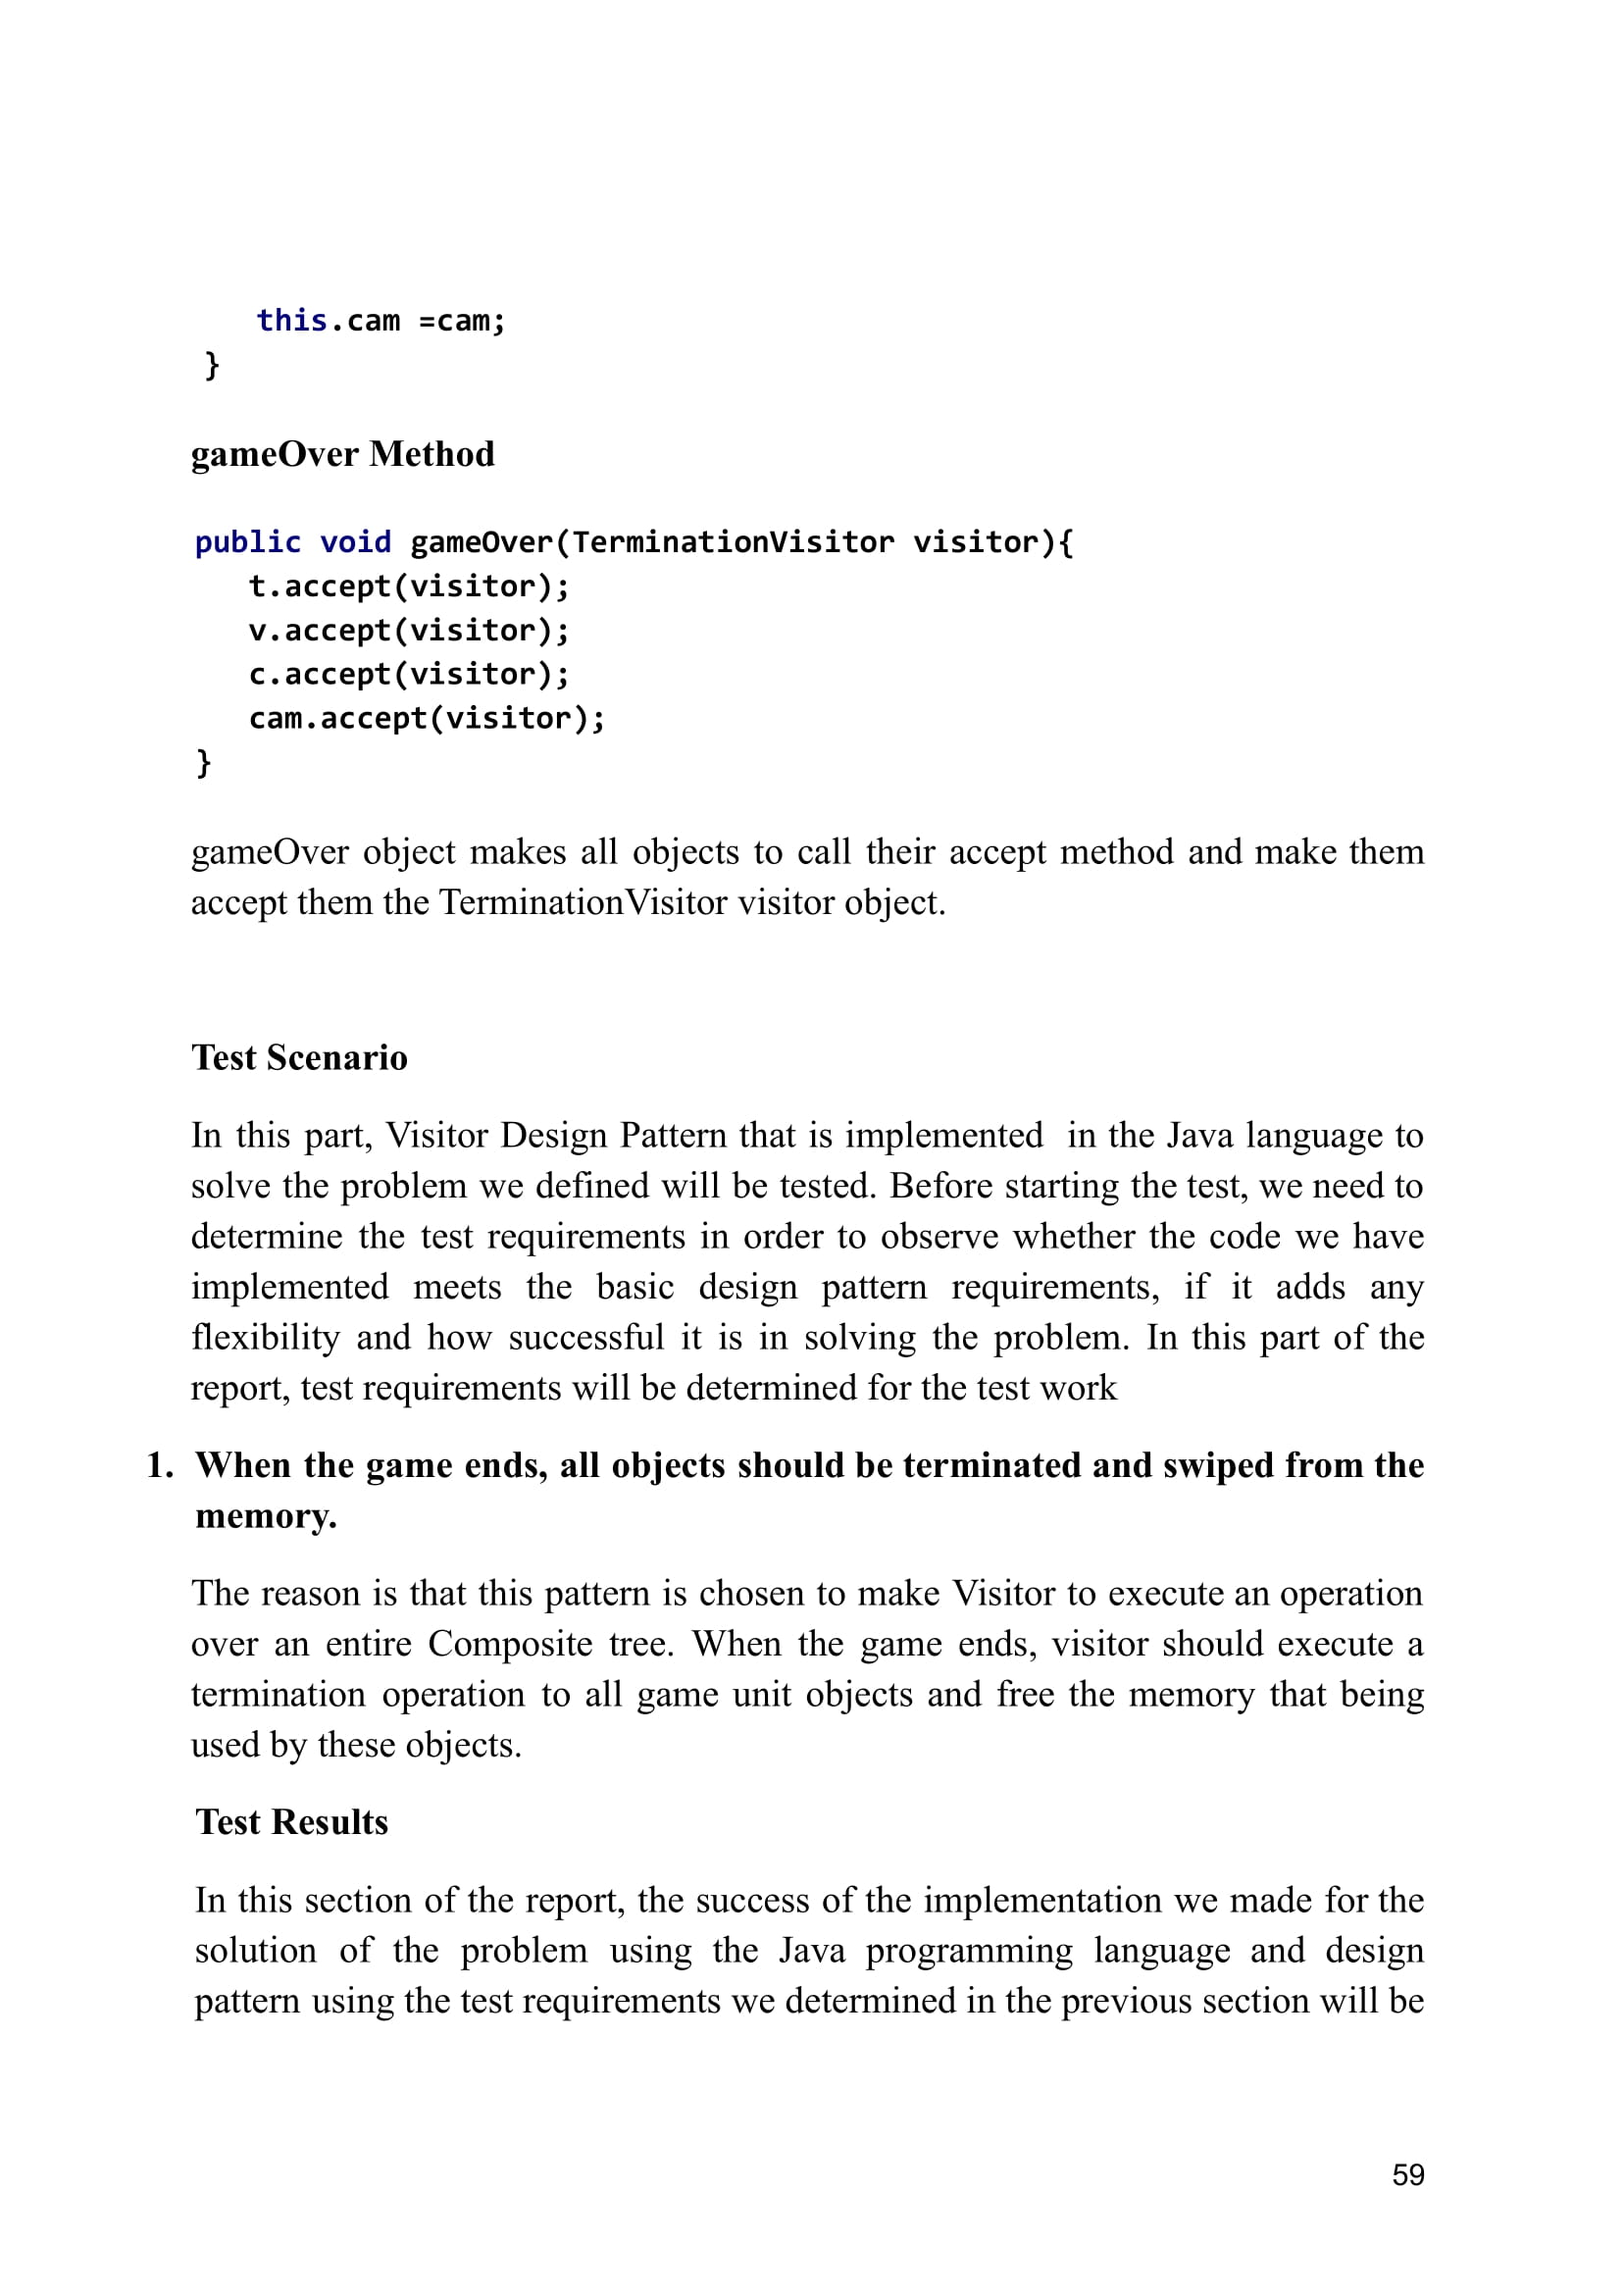 this.cam =cam;
}
gameOver Method
public void gameOver(TerminationVisitor visitor){
t.accept(visitor);
v.accept(visitor);
c.accept(visitor);
cam.accept(visitor);
}
gameOver object makes all objects to call their accept method and make them
accept them the TerminationVisitor visitor object.
Test Scenario
In this part, Visitor Design Pattern that is implemented  in the Java language to
solve the problem we defined will be tested. Before starting the test, we need to
determine the test requirements in order to observe whether the code we have
implemented meets the basic design pattern requirements, if it adds any
flexibility and how successful it is in solving the problem. In this part of the
report, test requirements will be determined for the test work
1. When the game ends, all objects should be terminated and swiped from the
memory.
The reason is that this pattern is chosen to make Visitor to execute an operation
over an entire Composite tree. When the game ends, visitor should execute a
termination operation to all game unit objects and free the memory that being
used by these objects.
Test Results
In this section of the report, the success of the implementation we made for the
solution of the problem using the Java programming language and design
pattern using the test requirements we determined in the previous section will be
59